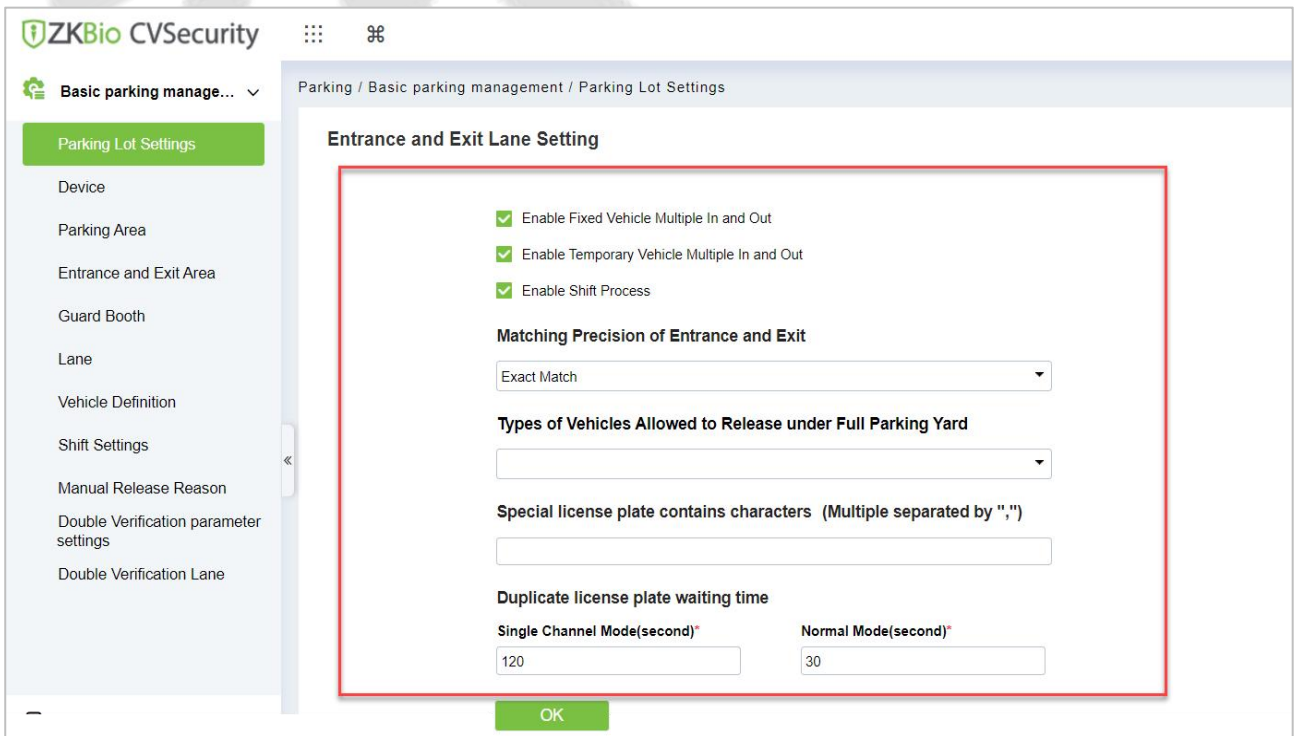 ZKBio CVSecurity
Basic parking manage...
Parking / Basic parking management / Parking Lot Settings
Parking Lot Settings
Device
Parking Area
Entrance and Exit Area
Guard Booth
Lane
Vehicle Definition
Shift Settings
Manual Release Reason
Double Verification parameter
settings
Double Verification Lane
Entrance and Exit Lane Setting
Enable Fixed Vehicle Multiple In and Out
Enable Temporary Vehicle Multiple In and Out
Enable Shift Process
Matching Precision of Entrance and Exit
Exact Match
Types of Vehicles Allowed to Release under Full Parking Yard
Special license plate contains characters (Multiple separated by ",")
Duplicate license plate waiting time
Single Channel Mode(second)* Normal Mode(second)*
120 30
OK